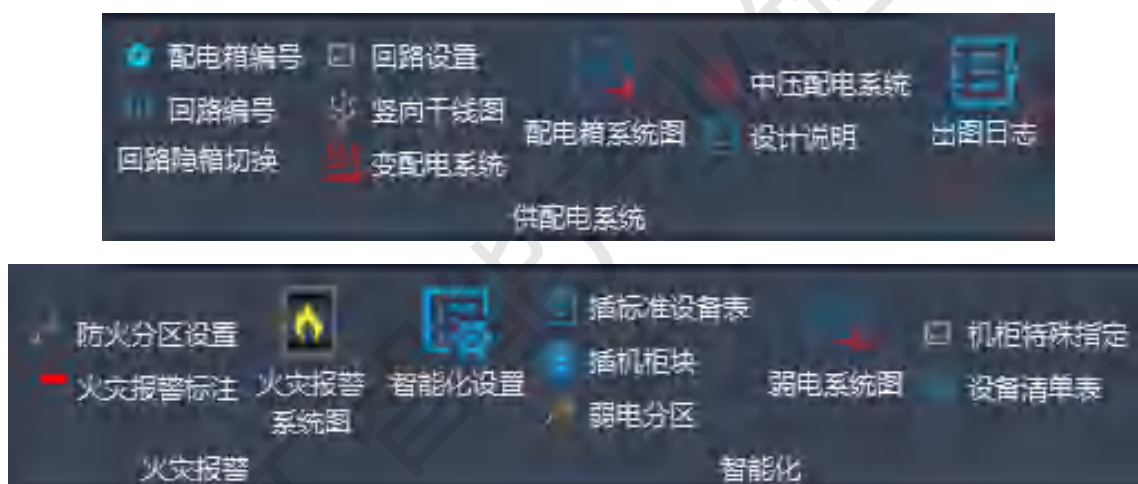 配电箱编号 回路设置 中压配电系统
回路编号 竖向干线图 配电箱系统图 设计说明 出图日志
回路隐箱切换 变配电系统
供配电系统
防火分区设置 插标准设备表 机柜特殊指定
火灾报警标注 火灾报警 智能化设置 插机柜块 弱电系统图 设备清单表
系统图 弱电分区
火灾报警 智能化